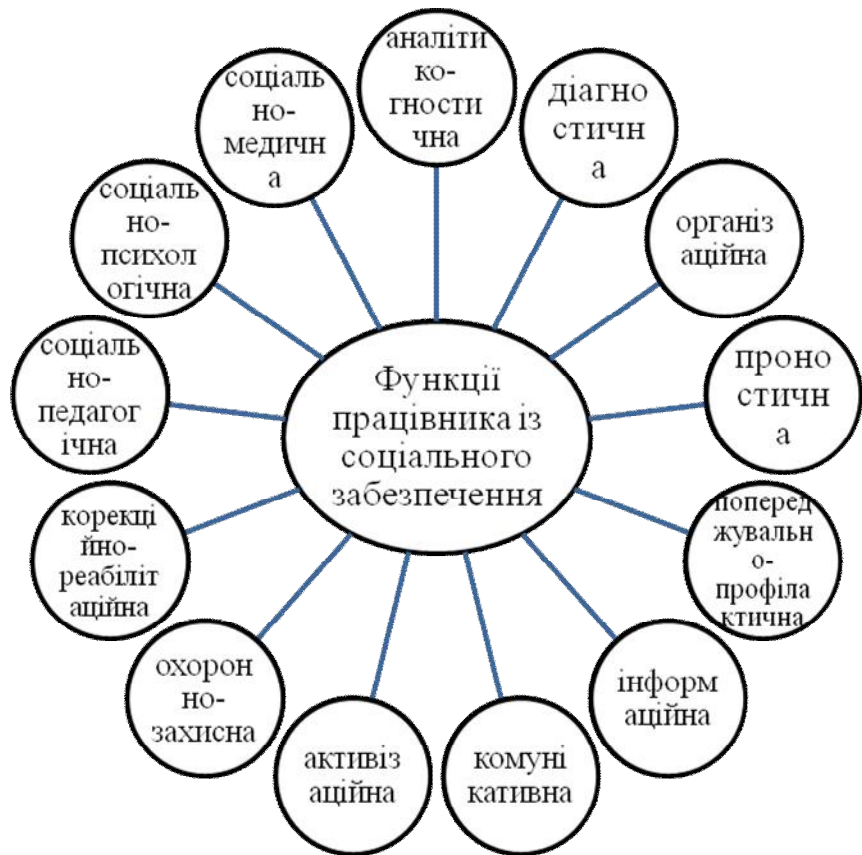 аналіти
ко-
гности
чна
діагно
стичн
а
організ
аційна
проно
стичн
а
поперед
жувальн
о-
профіла
ктична
інформ
аційна
комуні
кативна
активіз
аційна
охорон
но-
захисна
корекці
йно-
реабіліт
аційна
соціаль
но-
педагог
ічна
соціаль
но-
психол
огічна
соціаль
но-
медичн
а
Функції
працівника із
соціального
забезпечення